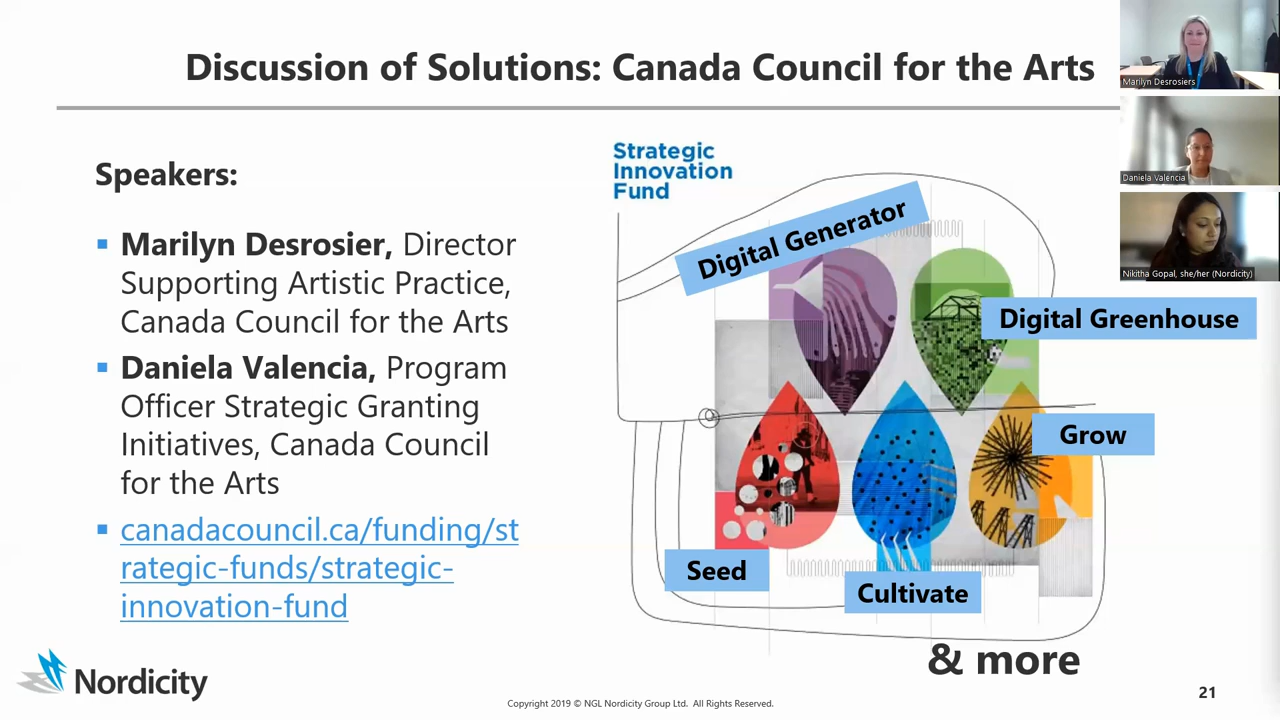 Discussion of Solutions: Canada Council for the Arts
Speakers:
▪ Marilyn Desrosier, Director
Supporting Artistic Practice,
Canada Council for the Arts
▪ Daniela Valencia, Program
Officer Strategic Granting
Initiatives, Canada Council
for the Arts
▪ canadacouncil.ca/funding/st
rategic-funds/strategic-
innovation-fund
Strategic
Innovation
Fund
Digital Generator
Digital Greenhouse
Grow
Seed
Cultivate
& more
Marilyn Desrosiers
Daniela Valencia
Nikitha Gopal, she/her (Nordicity)
Nordicity
Copyright 2019 © NGL Nordicity Group Ltd. All Rights Reserved.
21